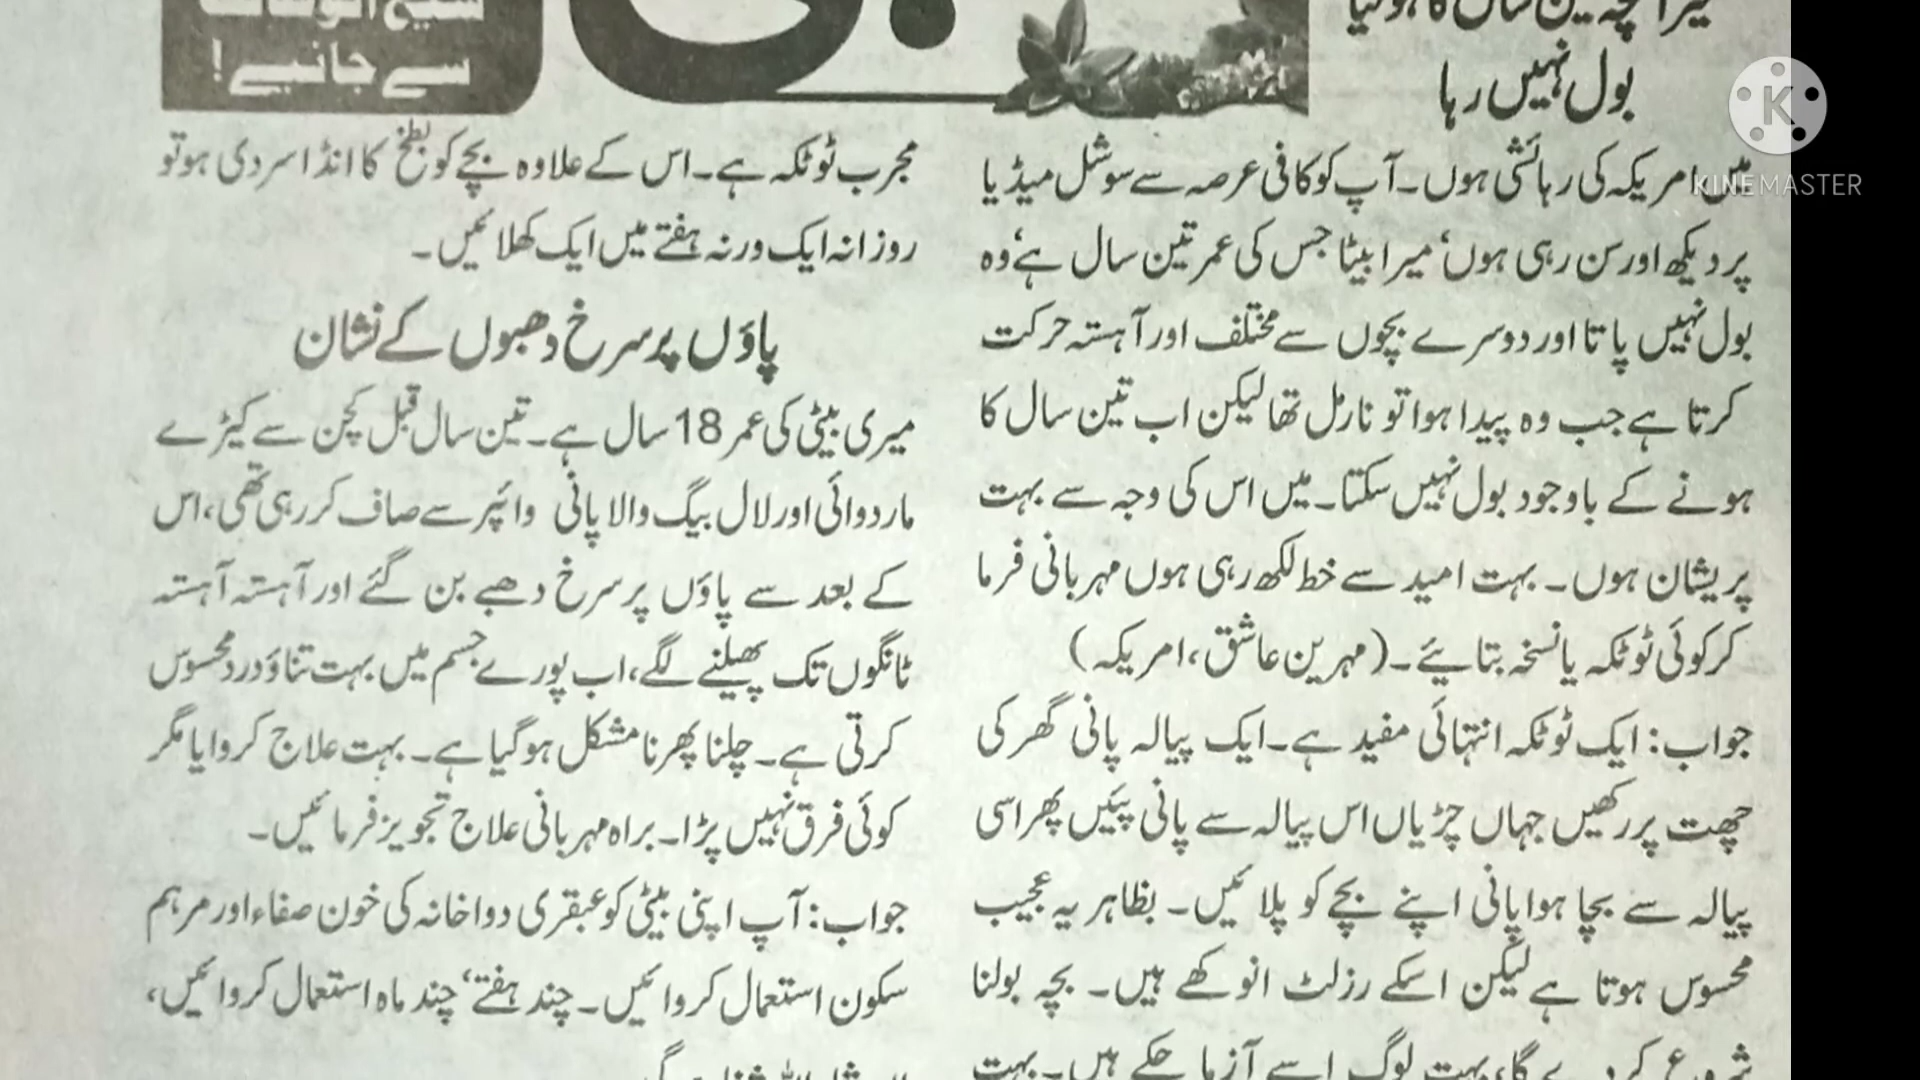 سے جانیے!
بول نہیں رہا
میں امریکہ کی رہائشی ہوں۔ آپ کو کافی عرصہ سے سوشل میڈیا
پر دیکھ اور سن رہی ہوں‘ میرا بیٹا جس کی عمر تین سال ہے‘ وہ
بول نہیں پاتا اور دوسرے بچوں سے مختلف اور آہستہ حرکت
کرتا ہے جب وہ پیدا ہوا تو نارمل تھا لیکن اب تین سال کا
ہونے کے باوجود بول نہیں سکتا۔ میں اس کی وجہ سے بہت
پریشان ہوں۔ بہت امید سے خط لکھ رہی ہوں مہربانی فرما
کر کوئی ٹوٹکہ یا نسخہ بتایئے۔ (مہرین عاشق، امریکہ)
جواب: ایک ٹوٹکہ انتہائی مفید ہے۔ ایک پیالہ پانی گھر کی
چھت پر رکھیں جہاں چڑیاں اس پیالہ سے پانی پئیں پھر اسی
پیالہ سے بچا ہوا پانی اپنے بچے کو پلائیں۔ بظاہر یہ عجیب
محسوس ہوتا ہے لیکن اسکے رزلٹ انوکھے ہیں۔ بچہ بولنا
شروع کر دے گا، بہت لوگ اسے آزما چکے ہیں۔ بہت
مجرب ٹوٹکہ ہے۔ اس کے علاوہ بچے کو بطخ کا انڈا سردی ہو تو
روزانہ ایک ورنہ ہفتے میں ایک کھلائیں۔
پاؤں پر سرخ دھبوں کے نشان
میری بیٹی کی عمر 18 سال ہے۔ تین سال قبل کچن سے کیڑے
مار دوائی اور لال بیگ والا پانی وائپر سے صاف کر رہی تھی، اس
کے بعد سے پاؤں پر سرخ دھبے بن گئے اور آہستہ آہستہ
ٹانگوں تک پھیلنے لگے، اب پورے جسم میں بہت تناؤ درد محسوس
کرتی ہے۔ چلنا پھرنا مشکل ہو گیا ہے۔ بہت علاج کروایا مگر
کوئی فرق نہیں پڑا۔ براہ مہربانی علاج تجویز فرمائیں۔
جواب: آپ اپنی بیٹی کو عبقری دواخانہ کی خون صفاء اور مرہم
سکون استعمال کروائیں۔ چند ہفتے‘ چند ماہ استعمال کروائیں،
KINEMASTER